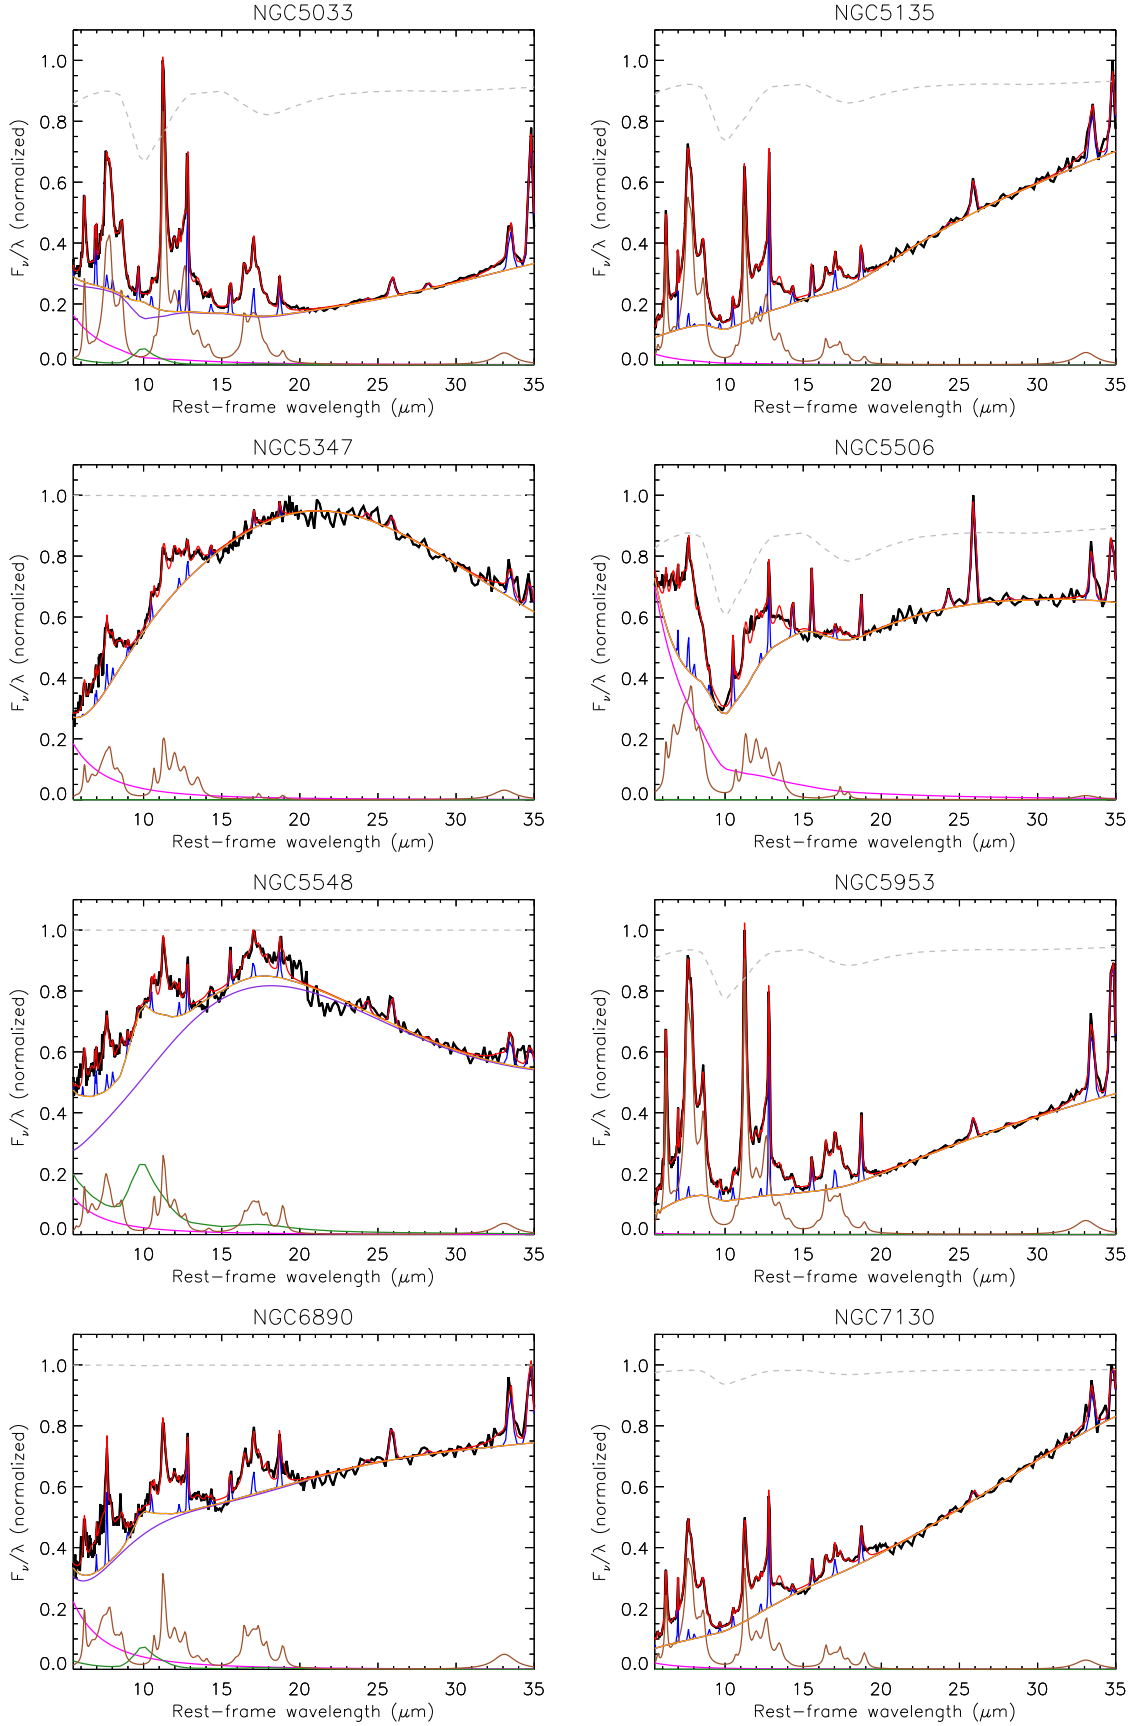 NGC5033 NGC5135
1.0 1.0
0.8 0.8
0.6 0.6
0.4 0.4
0.2 0.2
0.0 0.0
Fν/λ (normalized) Fν/λ (normalized)
10 15 20 25 30 35 10 15 20 25 30 35
Rest-frame wavelength (μm) Rest-frame wavelength (μm)
NGC5347 NGC5506
1.0 1.0
0.8 0.8
0.6 0.6
0.4 0.4
0.2 0.2
0.0 0.0
Fν/λ (normalized) Fν/λ (normalized)
10 15 20 25 30 35 10 15 20 25 30 35
Rest-frame wavelength (μm) Rest-frame wavelength (μm)
NGC5548 NGC5953
1.0 1.0
0.8 0.8
0.6 0.6
0.4 0.4
0.2 0.2
0.0 0.0
Fν/λ (normalized) Fν/λ (normalized)
10 15 20 25 30 35 10 15 20 25 30 35
Rest-frame wavelength (μm) Rest-frame wavelength (μm)
NGC6890 NGC7130
1.0 1.0
0.8 0.8
0.6 0.6
0.4 0.4
0.2 0.2
0.0 0.0
Fν/λ (normalized) Fν/λ (normalized)
10 15 20 25 30 35 10 15 20 25 30 35
Rest-frame wavelength (μm) Rest-frame wavelength (μm)